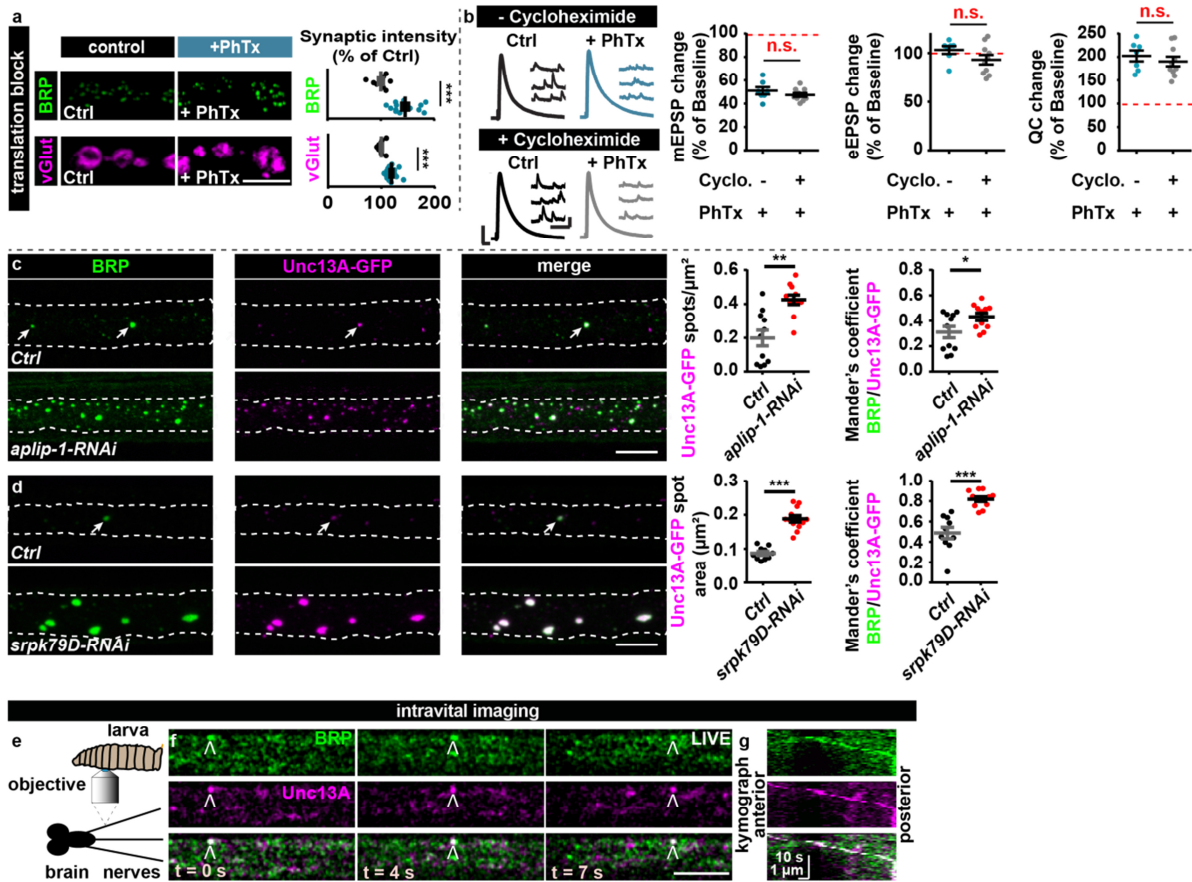 a
translation block
control
+PhTx
BRP
Ctrl
+ PhTx
vGlut
Ctrl
+ PhTx
Synaptic intensity
(% of Ctrl)
BRP
***
vGlut
***
0
100
200
b
- Cycloheximide
Ctrl
+ PhTx
+ Cycloheximide
Ctrl
+ PhTx
mEPSP change
(% of Baseline)
100
80
60
40
20
0
n.s.
Cyclo. - +
PhTx + +
eEPSP change
(% of Baseline)
100
0
n.s.
Cyclo. - +
PhTx + +
QC change
(% of Baseline)
250
200
150
100
50
0
n.s.
Cyclo. - +
PhTx + +
c
BRP
Unc13A-GFP
merge
Ctrl
aplip-1-RNAi
Unc13A-GFP spots/µm²
0.6
0.4
0.2
0.0
**
Ctrl
aplip-1-RNAi
Mander's coefficient
BRP/Unc13A-GFP
0.8
0.6
0.4
0.2
0.0
*
Ctrl
aplip-1-RNAi
d
Ctrl
srpk79D-RNAi
Unc13A-GFP spot
area (µm²)
0.3
0.2
0.1
0.0
***
Ctrl
srpk79D-RNAi
Mander's coefficient
BRP/Unc13A-GFP
1.0
0.8
0.6
0.4
0.2
0.0
***
Ctrl
srpk79D-RNAi
intravital imaging
e
larva
objective
brain nerves
f
BRP
LIVE
Unc13A
t = 0 s
t = 4 s
t = 7 s
g
kymograph
anterior
posterior
10 s
1 µm